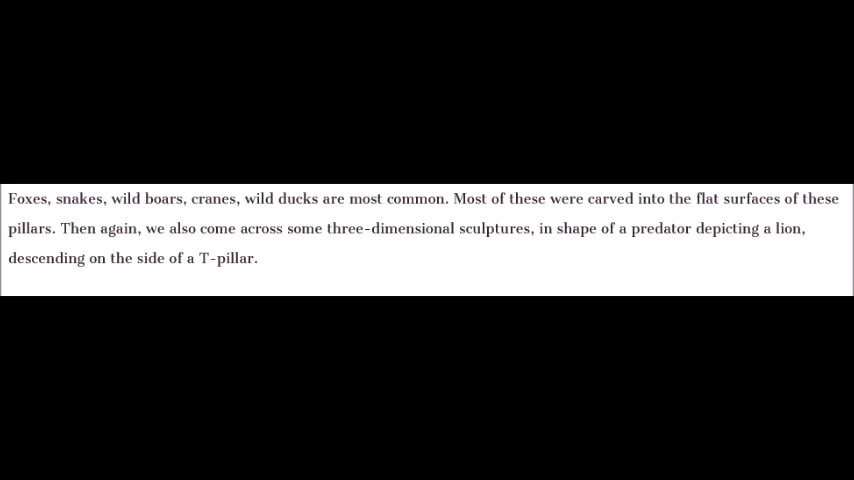 Foxes, snakes, wild boars, cranes, wild ducks are most common. Most of these were carved into the flat surfaces of these
pillars. Then again, we also come across some three-dimensional sculptures, in shape of a predator depicting a lion,
descending on the side of a T-pillar.